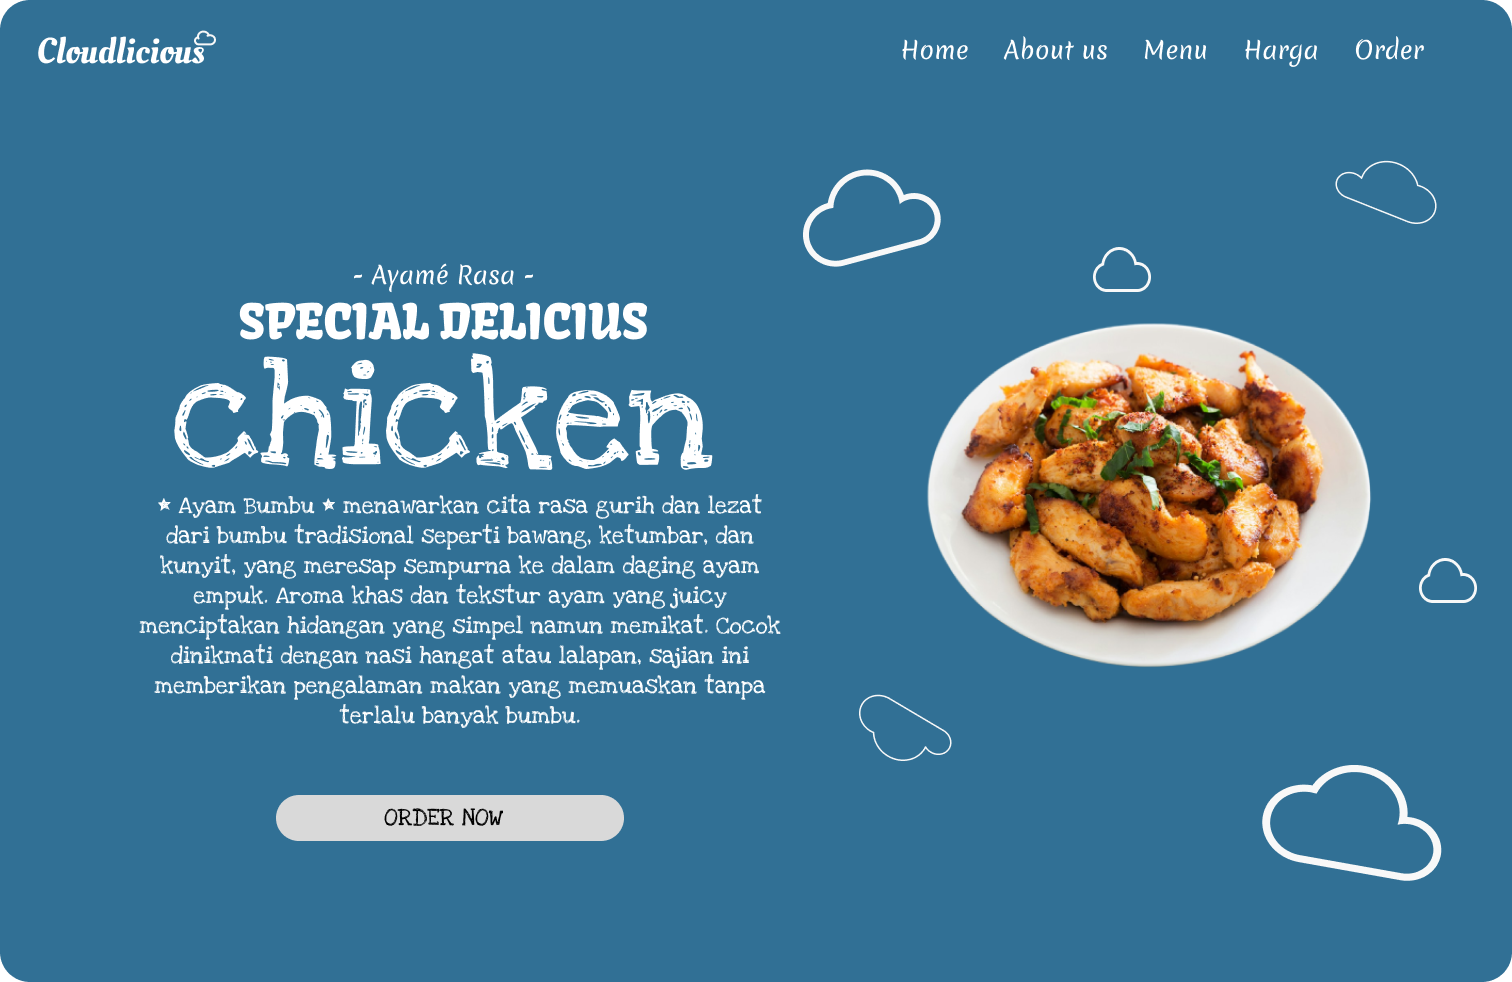 Cloudlicious
Home About us Menu Harga Order
- Ayamé Rasa -
SPECIAL DELICIUS
chicken
★ Ayam Bumbu ★ menawarkan cita rasa gurih dan lezat
dari bumbu tradisional seperti bawang, ketumbar, dan
kunyit, yang meresap sempurna ke dalam daging ayam
empuk. Aroma khas dan tekstur ayam yang juicy
menciptakan hidangan yang simpel namun memikat. Cocok
dinikmati dengan nasi hangat atau lalapan, sajian ini
memberikan pengalaman makan yang memuaskan tanpa
terlalu banyak bumbu.
ORDER NOW